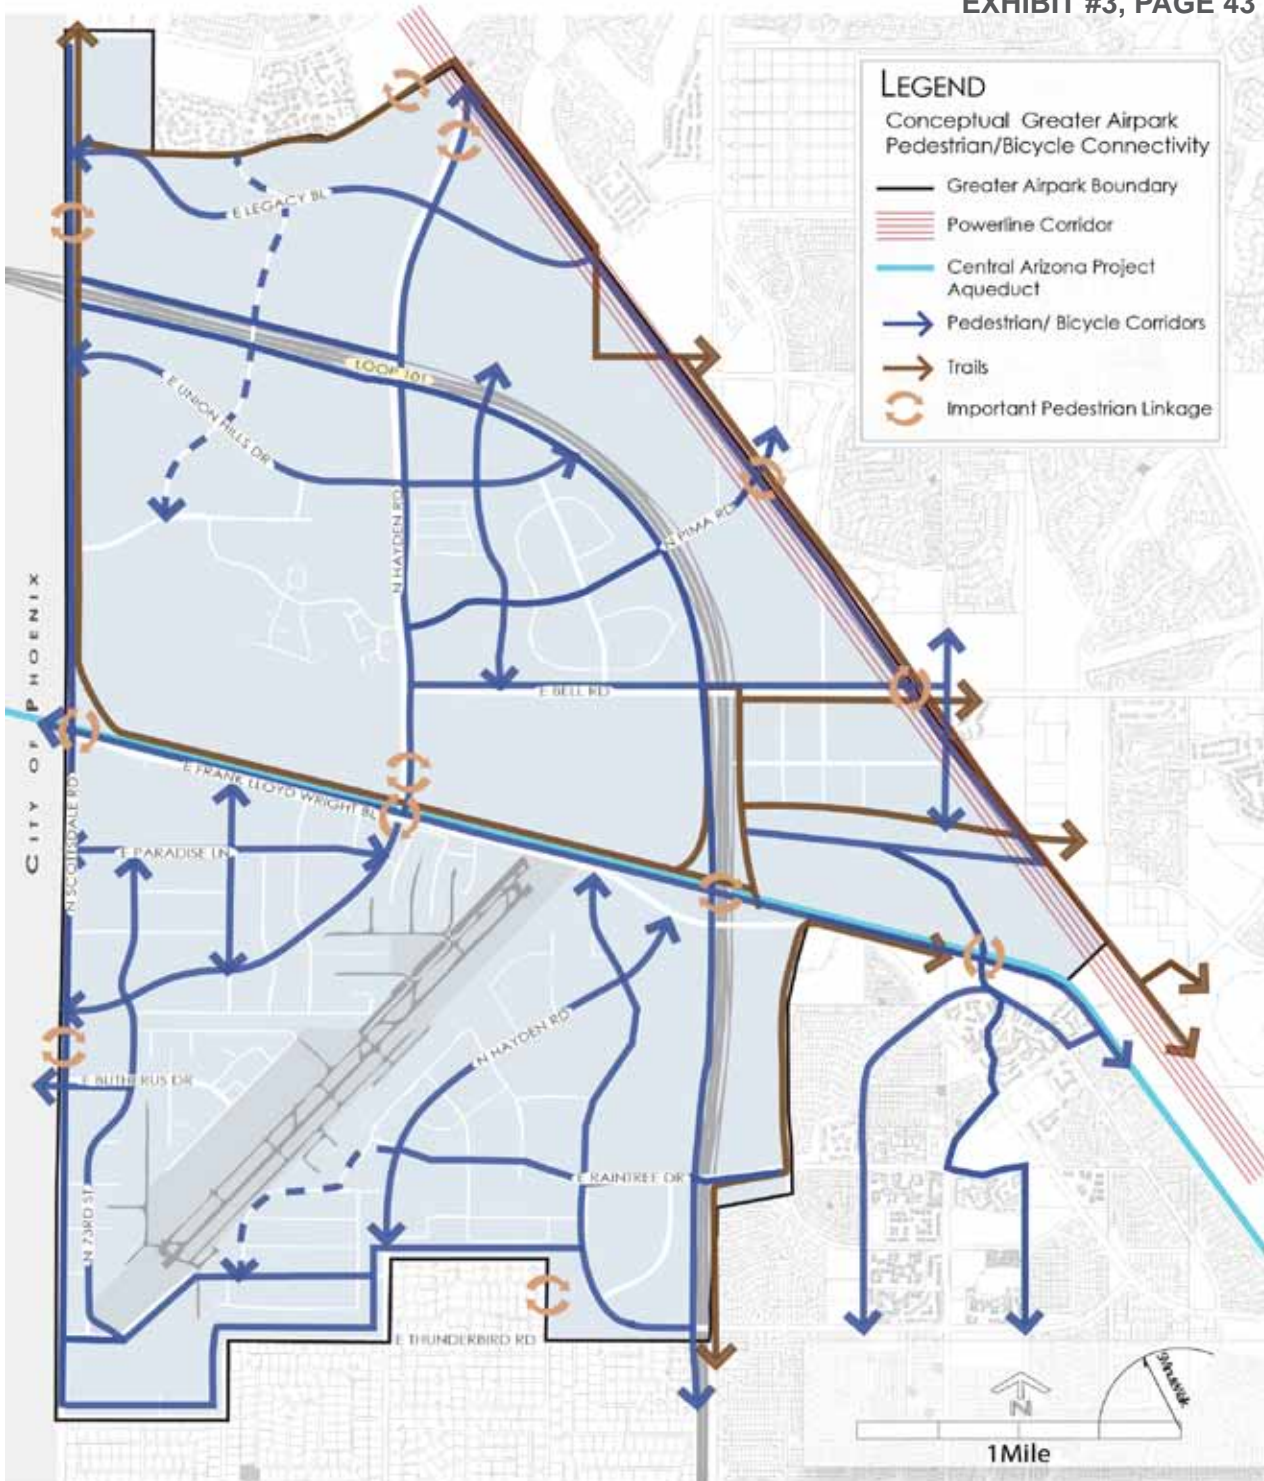 EXHIBIT #3, PAGE 43
LEGEND
Conceptual Greater Airpark
Pedestrian/Bicycle Connectivity
Greater Airpark Boundary
Powerline Corridor
Central Arizona Project
Aqueduct
Pedestrian/ Bicycle Corridors
Trails
Important Pedestrian Linkage
E LEGACY BL
LOOP 101
E UNION HILLS DR
N HAYDEN RD
N PIMA RD
CITY OF PHOENIX
E BELL RD
E FRANK LLOYD WRIGHT BL
N SCOTTSDALE RD
E PARADISE LN
N HAYDEN RD
E BUTHERUS DR
E RAINTREE DR
N 73RD ST
E THUNDERBIRD RD
N
1Mile